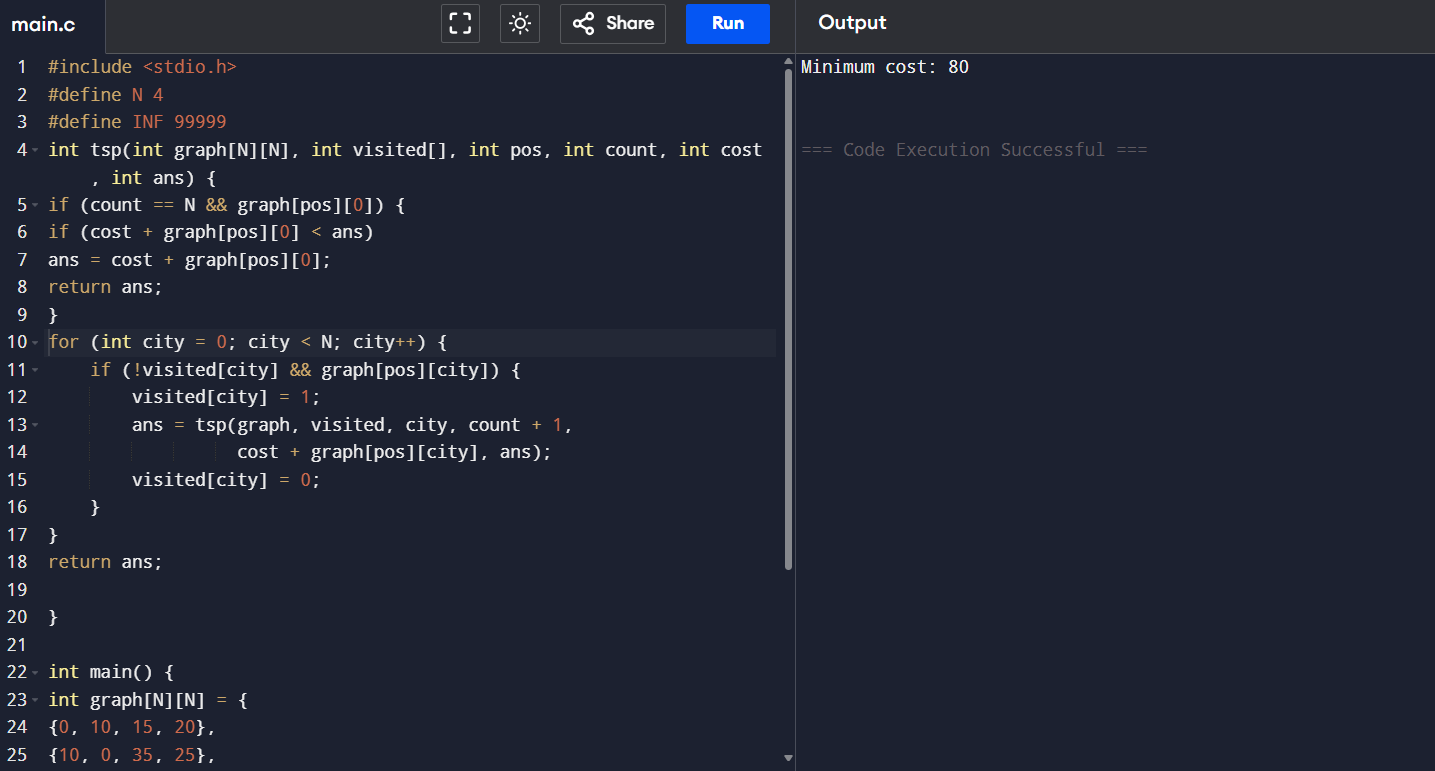 main.c
Share
Run
Output
1 #include <stdio.h>
2 #define N 4
3 #define INF 99999
4 int tsp(int graph[N][N], int visited[], int pos, int count, int cost
, int ans) {
5 if (count == N && graph[pos][0]) {
6 if (cost + graph[pos][0] < ans)
7 ans = cost + graph[pos][0];
8 return ans;
9 }
10 for (int city = 0; city < N; city++) {
11 if (!visited[city] && graph[pos][city]) {
12 visited[city] = 1;
13 ans = tsp(graph, visited, city, count + 1,
14 cost + graph[pos][city], ans);
15 visited[city] = 0;
16 }
17 }
18 return ans;
19
20 }
21
22 int main() {
23 int graph[N][N] = {
24 {0, 10, 15, 20},
25 {10, 0, 35, 25},
Minimum cost: 80
=== Code Execution Successful ===